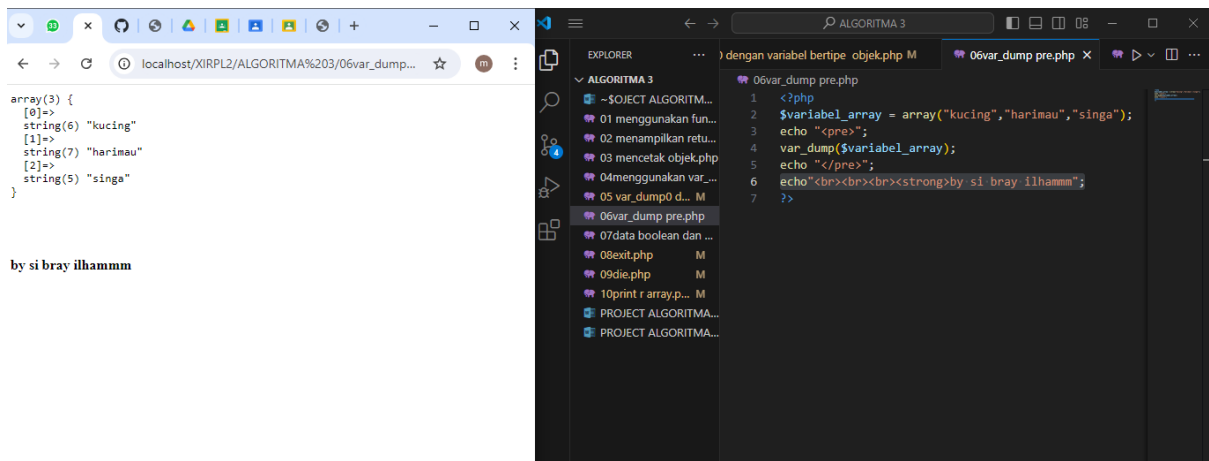 33
localhost/XIRPL2/ALGORITMA%203/06var_dump...
m
array(3) {
[0]=>
string(6) "kucing"
[1]=>
string(7) "harimau"
[2]=>
string(5) "singa"
}
by si bray ilhammm
ALGORITMA 3
EXPLORER ...
ALGORITMA 3
~$OJECT ALGORITM...
01 menggunakan fun...
02 menampilkan retu...
03 mencetak objek.php
04menggunakan var_...
05 var_dump0 d... M
06var_dump pre.php
07data boolean dan ...
08exit.php M
09die.php M
10print r array.p... M
PROJECT ALGORITMA...
PROJECT ALGORITMA...
4
dengan variabel bertipe objek.php M
06var_dump pre.php
06var_dump pre.php
1 <?php
2 $variabel_array = array("kucing","harimau","singa");
3 echo "<pre>";
4 var_dump($variabel_array);
5 echo "</pre>";
6 echo"<br><br><br><strong>by si bray ilhammm";
7 ?>